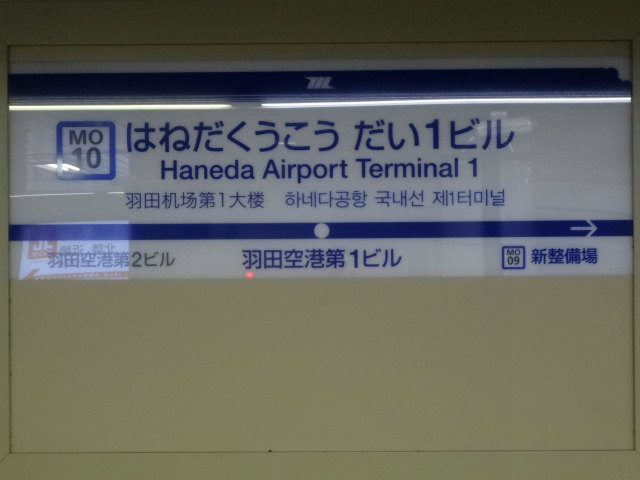 MO
10
はねだくうこう だい1ビル
Haneda Airport Terminal 1
羽田机场第1大楼 하네다공항 국내선 제1터미널
羽田空港第2ビル 羽田空港第1ビル MO 09 新整備場